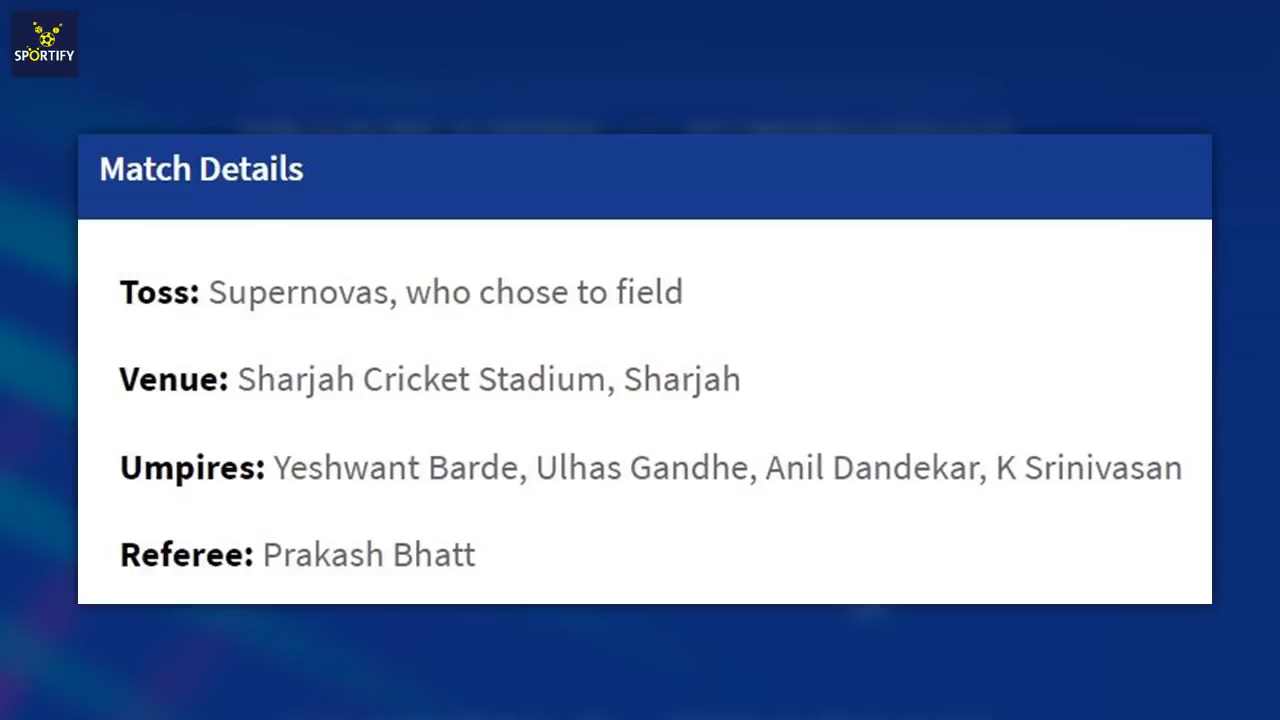 SPORTIFY
Match Details
Toss: Supernovas, who chose to field
Venue: Sharjah Cricket Stadium, Sharjah
Umpires: Yeshwant Barde, Ulhas Gandhe, Anil Dandekar, K Srinivasan
Referee: Prakash Bhatt